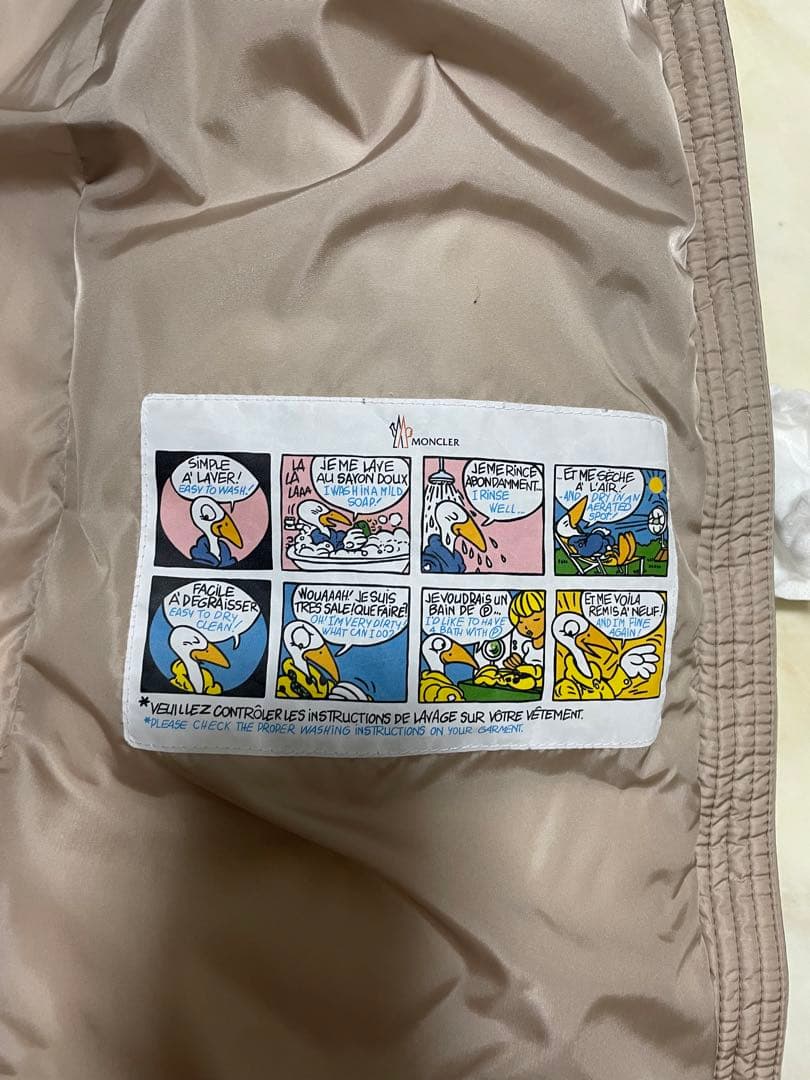 MONCLER
SIMPLE
A' LAVER!
EASY TO WASH!
LA
LA
LAAA
JE ME LAVE
AU SAVON DOUX
I WASH IN A MILD
SOAP!
JE ME RINCE
ABONDAMMENT...
I RINSE
WELL...
ET ME SÈCHE
A' L'AIR!
AND DRY IN AN
AERATED
SPOT!
FACILE
A' DEGRAISSER
EASY TO DRY
CLEAN!
WOUAAAH! JE SUIS
TRES SALE! QUE FAIRE!
OH! I'M VERY DIRTY!
WHAT CAN I DO?
JE VOUDRAIS UN
BAIN DE Ⓟ...
I'D LIKE TO HAVE
A BATH WITH Ⓟ
ET ME VOILA
REMIS A' NEUF!
AND I'M FINE
AGAIN!
*VEUILLEZ CONTRÔLER LES INSTRUCTIONS DE LAVAGE SUR VÔTRE VÊTEMENT.
*PLEASE CHECK THE PROPER WASHING INSTRUCTIONS ON YOUR GARMENT.